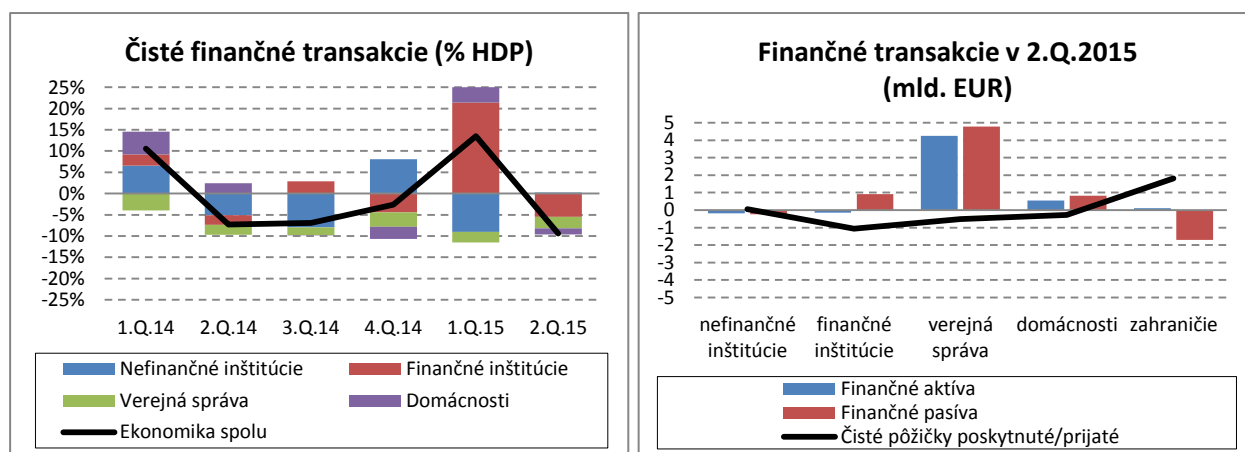 Čisté finančné transakcie (% HDP)
25%
20%
15%
10%
5%
0%
-5%
-10%
-15%
-20%
-25%
1.Q.14 2.Q.14 3.Q.14 4.Q.14 1.Q.15 2.Q.15
Nefinančné inštitúcie Finančné inštitúcie
Verejná správa Domácnosti
Ekonomika spolu
Finančné transakcie v 2.Q.2015
(mld. EUR)
5
4
3
2
1
0
-1
-2
-3
-4
-5
nefinančné finančné verejná domácnosti zahraničie
inštitúcie inštitúcie správa
Finančné aktíva
Finančné pasíva
Čisté pôžičky poskytnuté/prijaté